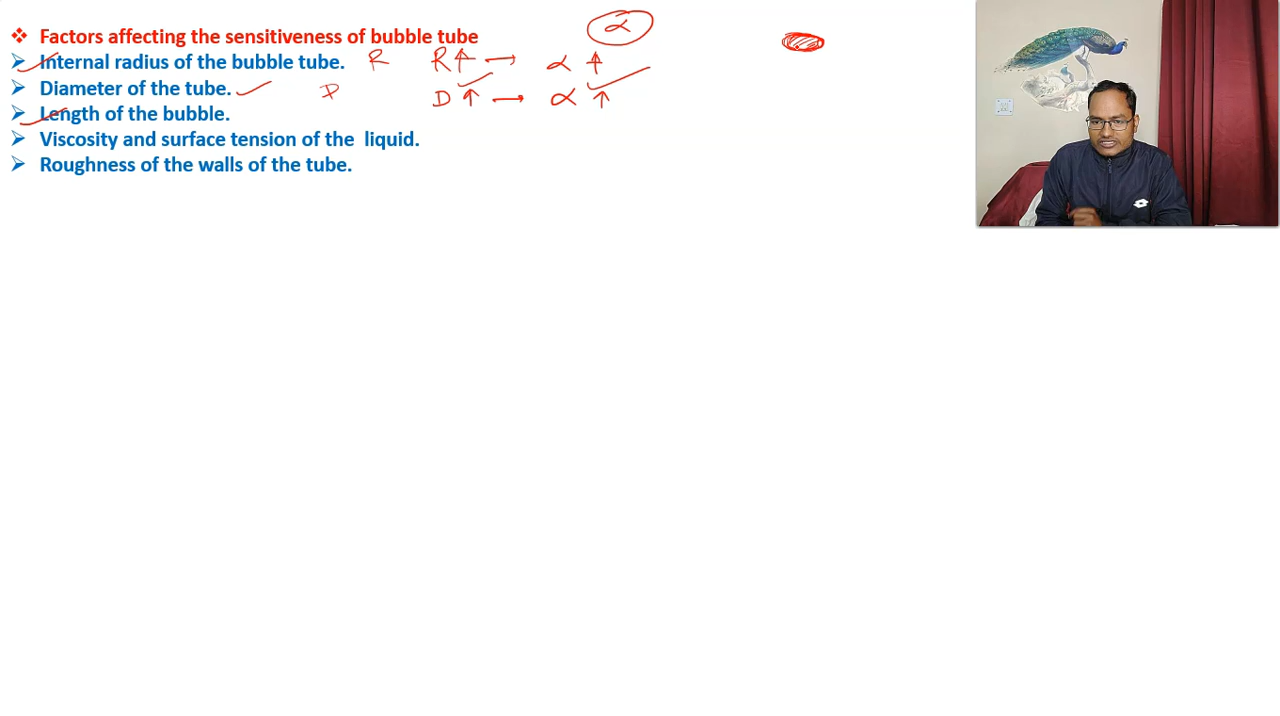 ❖ Factors affecting the sensitiveness of bubble tube α
➢ Internal radius of the bubble tube. R R↑ → α ↑
➢ Diameter of the tube. D D ↑ → α ↑
➢ Length of the bubble.
➢ Viscosity and surface tension of the liquid.
➢ Roughness of the walls of the tube.